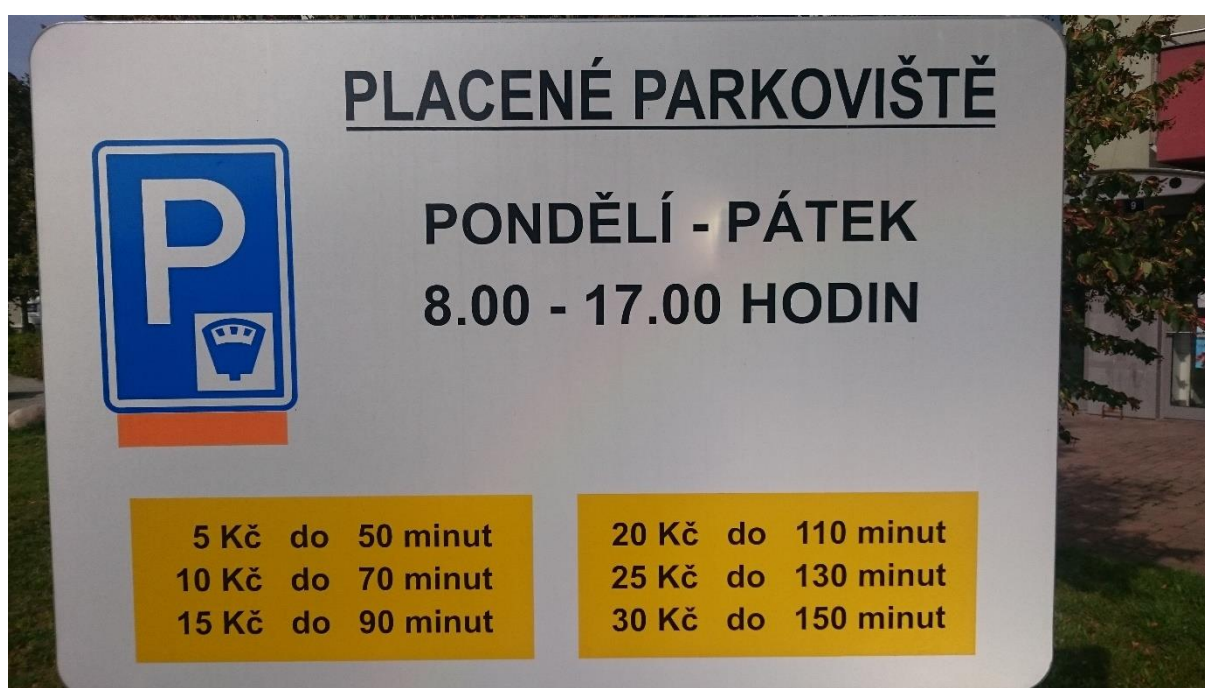 PLACENÉ PARKOVIŠTĚ
P
PONDĚLÍ - PÁTEK
8.00 - 17.00 HODIN
5 Kč do 50 minut
10 Kč do 70 minut
15 Kč do 90 minut
20 Kč do 110 minut
25 Kč do 130 minut
30 Kč do 150 minut
9